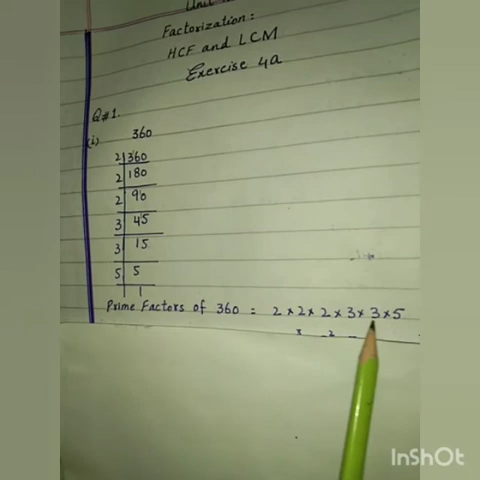 Unit
Factorization:
HCF and LCM
Exercise 4a
Q#1.
(i) 360
2 | 360
2 | 180
2 | 90
3 | 45
3 | 15
5 | 5
| 1
Prime Factors of 360 = 2 × 2 × 2 × 3 × 3 × 5
InShOt